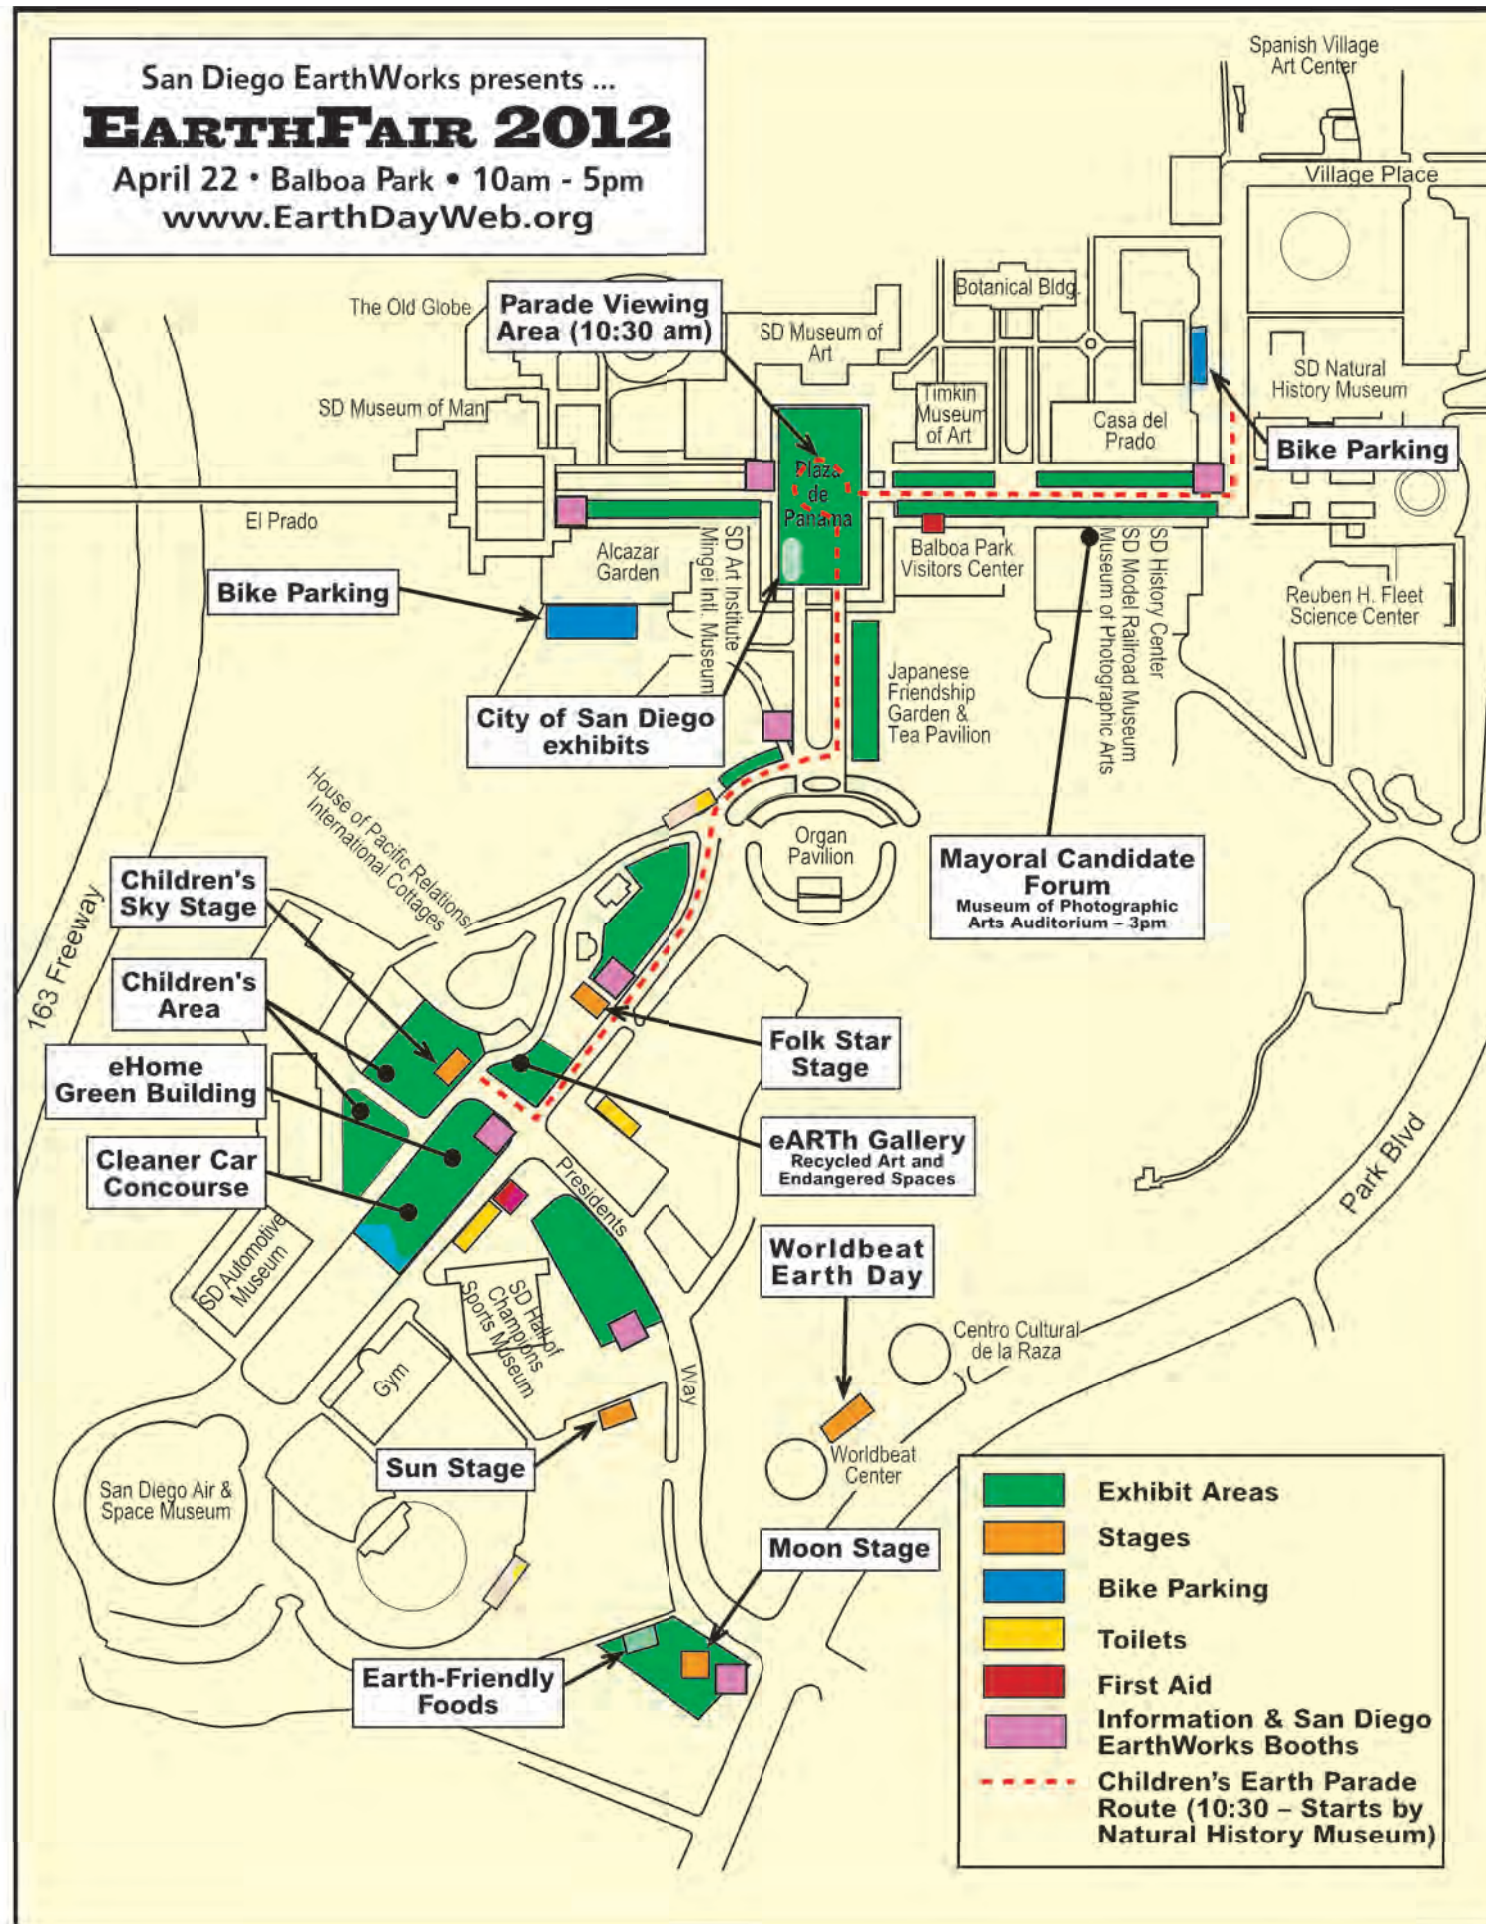 San Diego EarthWorks presents ...
EARTHFAIR 2012
April 22 • Balboa Park • 10am - 5pm
www.EarthDayWeb.org
Spanish Village
Art Center
Village Place
The Old Globe
Parade Viewing
Area (10:30 am)
SD Museum of
Art
Botanical Bldg.
SD Natural
History Museum
SD Museum of Man
Timkin
Museum
of Art
Casa del
Prado
Bike Parking
Plaza
de
Panama
El Prado
Alcazar
Garden
SD Art Institute
Mingei Intl. Museum
Balboa Park
Visitors Center
SD History Center
SD Model Railroad Museum
Museum of Photographic Arts
Reuben H. Fleet
Science Center
Bike Parking
City of San Diego
exhibits
Japanese
Friendship
Garden &
Tea Pavilion
House of Pacific Relations
International Cottages
Organ
Pavilion
Mayoral Candidate
Forum
Museum of Photographic
Arts Auditorium – 3pm
Children's
Sky Stage
163 Freeway
Children's
Area
Folk Star
Stage
eHome
Green Building
eARTh Gallery
Recycled Art and
Endangered Spaces
Cleaner Car
Concourse
Presidents
Way
Park Blvd
SD Automotive
Museum
SD Hall of
Champions
Sports Museum
Worldbeat
Earth Day
Centro Cultural
de la Raza
Gym
Sun Stage
Worldbeat
Center
San Diego Air &
Space Museum
Moon Stage
Earth-Friendly
Foods
Exhibit Areas
Stages
Bike Parking
Toilets
First Aid
Information & San Diego
EarthWorks Booths
Children's Earth Parade
Route (10:30 – Starts by
Natural History Museum)